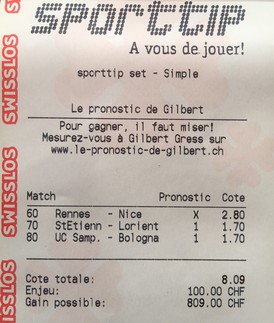 sporttip
A vous de jouer!
sporttip set - Simple
Le pronostic de Gilbert
Pour gagner, il faut miser!
Mesurez-vous à Gilbert Gress sur
www.le-pronostic-de-gilbert.ch
Match Pronostic Cote
60 Rennes - Nice X 2.80
70 StEtienn - Lorient 1 1.70
80 UC Samp. - Bologna 1 1.70
Cote totale: 8.09
Enjeu: 100.00 CHF
Gain possible: 809.00 CHF
SWISSLOS
SWISSLOS
SWISSLOS